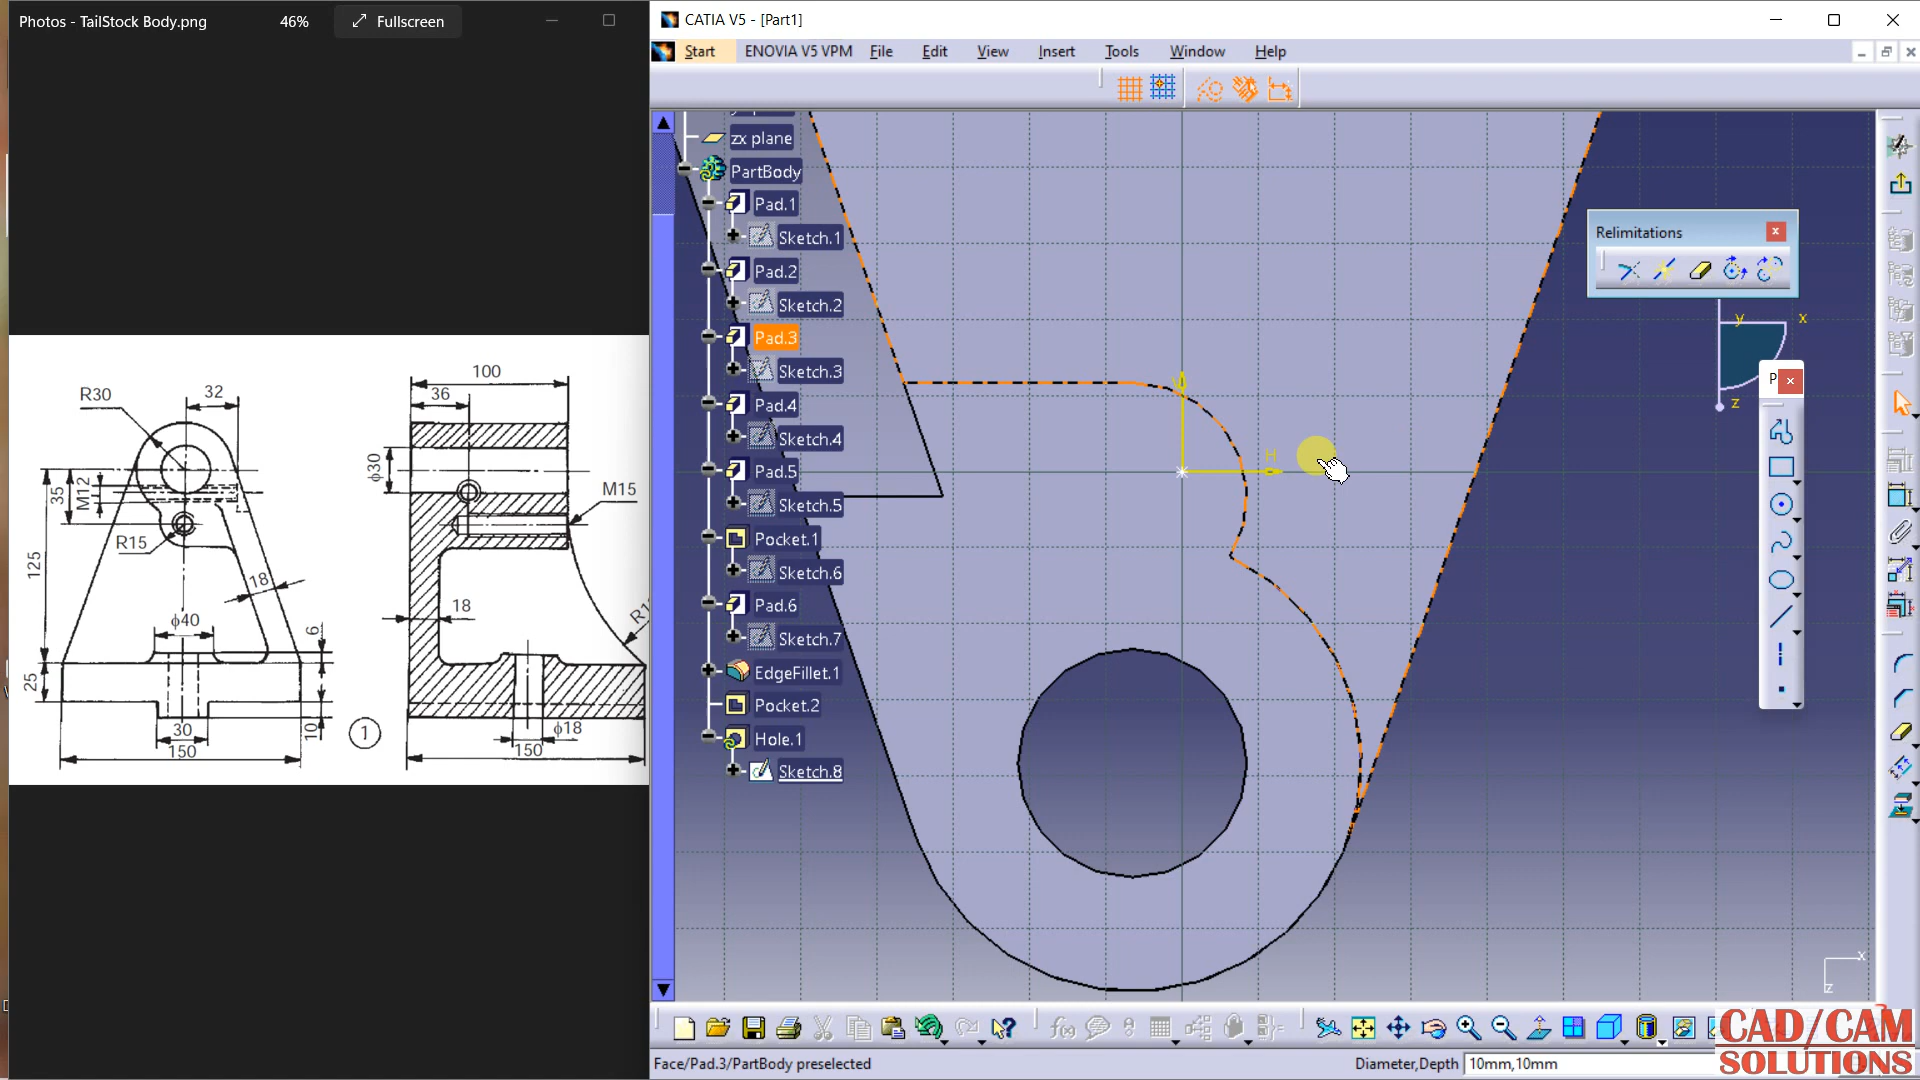 Photos - TailStock Body.png
46%
Fullscreen
CATIA V5 - [Part1]
Start
ENOVIA V5 VPM
File
Edit
View
Insert
Tools
Window
Help
zx plane
PartBody
Pad.1
Sketch.1
Pad.2
Sketch.2
Pad.3
Sketch.3
Pad.4
Sketch.4
Pad.5
Sketch.5
Pocket.1
Sketch.6
Pad.6
Sketch.7
EdgeFillet.1
Pocket.2
Hole.1
Sketch.8
Relimitations
P
H
y
x
z
x
z
R30
32
35
M12
R15
125
18
φ40
6
25
30
10
150
1
100
36
φ30
M15
18
R1
φ18
150
Face/Pad.3/PartBody preselected
Diameter,Depth
10mm,10mm
CAD/CAM
SOLUTIONS